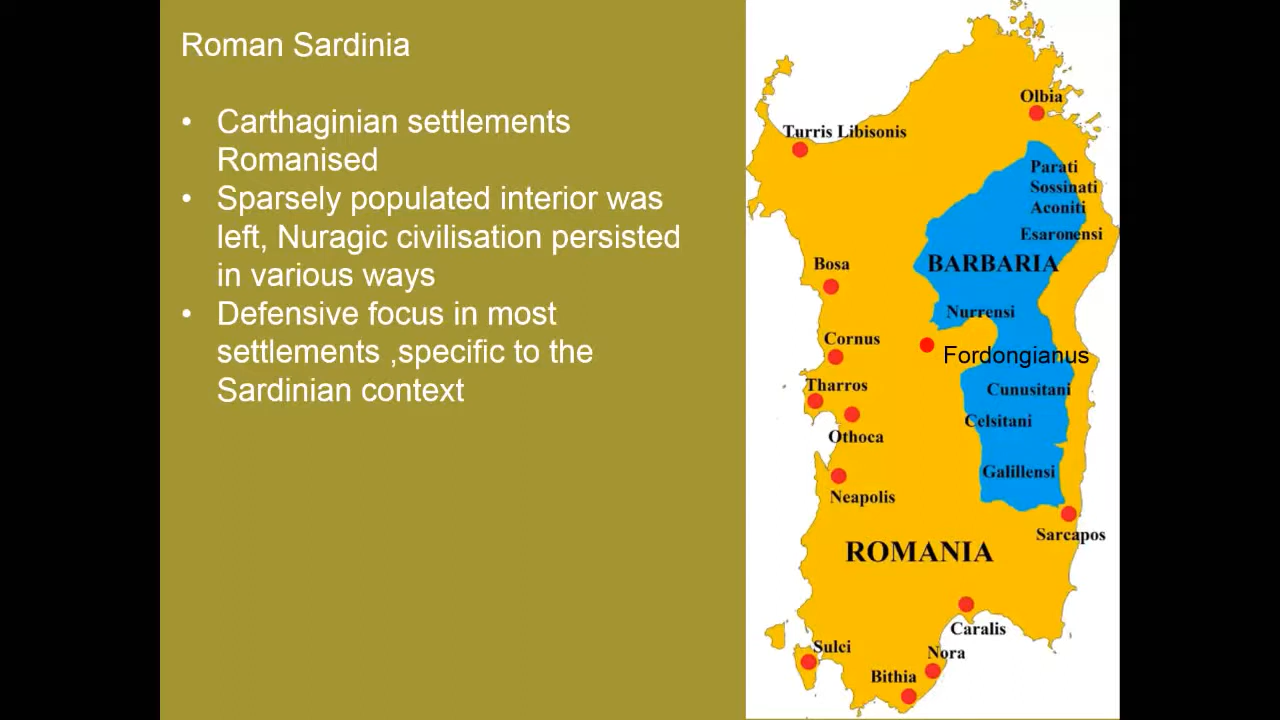 Roman Sardinia
• Carthaginian settlements
Romanised
• Sparsely populated interior was
left, Nuragic civilisation persisted
in various ways
• Defensive focus in most
settlements ,specific to the
Sardinian context
Olbia
Turris Libisonis
Parati
Sossinati
Aconiti
Esaronensi
BARBARIA
Bosa
Nurrensi
Cornus
Fordongianus
Tharros
Cunusitani
Celsitani
Othoca
Galillensi
Neapolis
Sarcapos
ROMANIA
Caralis
Sulci
Nora
Bithia